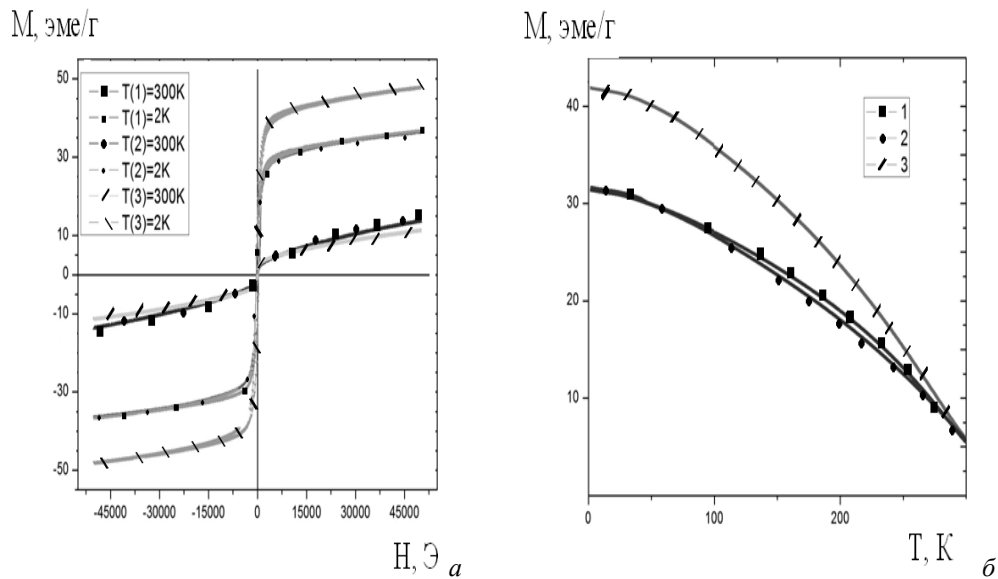 М, эме/г
50
30
10
0
-10
-30
-50
T(1)=300K
T(1)=2K
T(2)=300K
T(2)=2K
T(3)=300K
T(3)=2K
-45000 -30000 -15000 0 15000 30000 45000
Н, Э а
М, эме/г
40
30
20
10
1
2
3
0 100 200
Т, К б